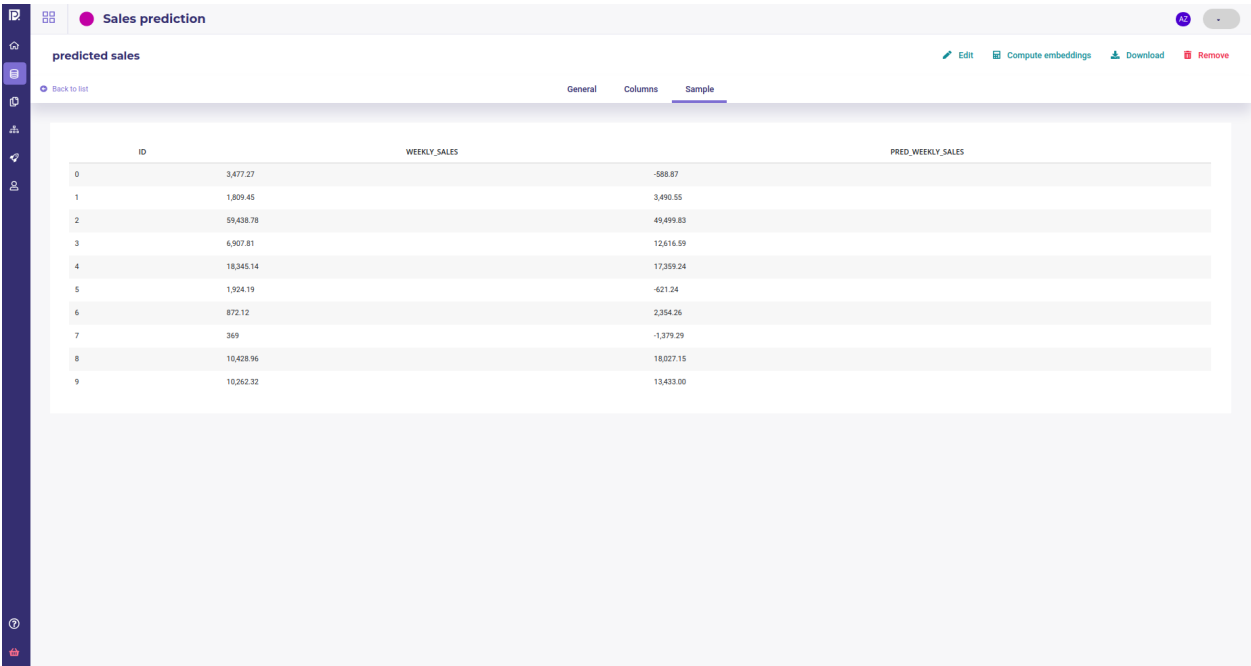 Sales prediction
AZ
predicted sales
Edit Compute embeddings Download Remove
Back to list
General Columns Sample
ID WEEKLY_SALES PRED_WEEKLY_SALES
0 3,477.27 -588.87
1 1,809.45 3,490.55
2 59,438.78 49,499.83
3 6,907.81 12,616.59
4 18,345.14 17,359.24
5 1,924.19 -621.24
6 872.12 2,354.26
7 369 -1,379.29
8 10,428.96 18,027.15
9 10,262.32 13,433.00